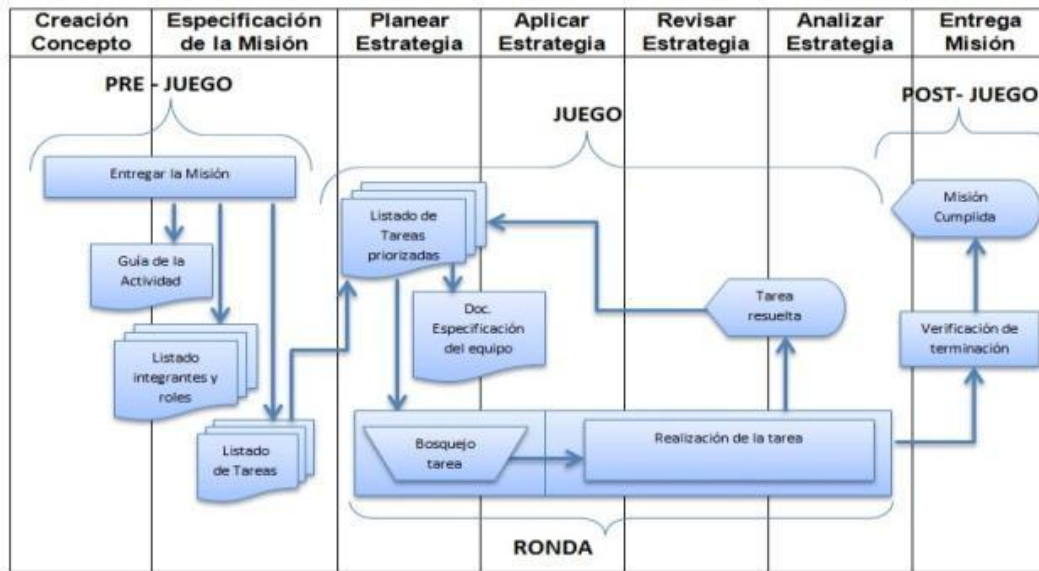 Creación
Concepto
Especificación
de la Misión
Planear
Estrategia
Aplicar
Estrategia
Revisar
Estrategia
Analizar
Estrategia
Entrega
Misión
PRE - JUEGO
JUEGO
POST- JUEGO
Entregar la Misión
Guía de la
Actividad
Listado
integrantes y
roles
Listado
de Tareas
Listado de
Tareas
priorizadas
Doc.
Especificación
del equipo
Bosquejo
tarea
Realización de la tarea
Tarea
resuelta
Misión
Cumplida
Verificación de
terminación
RONDA